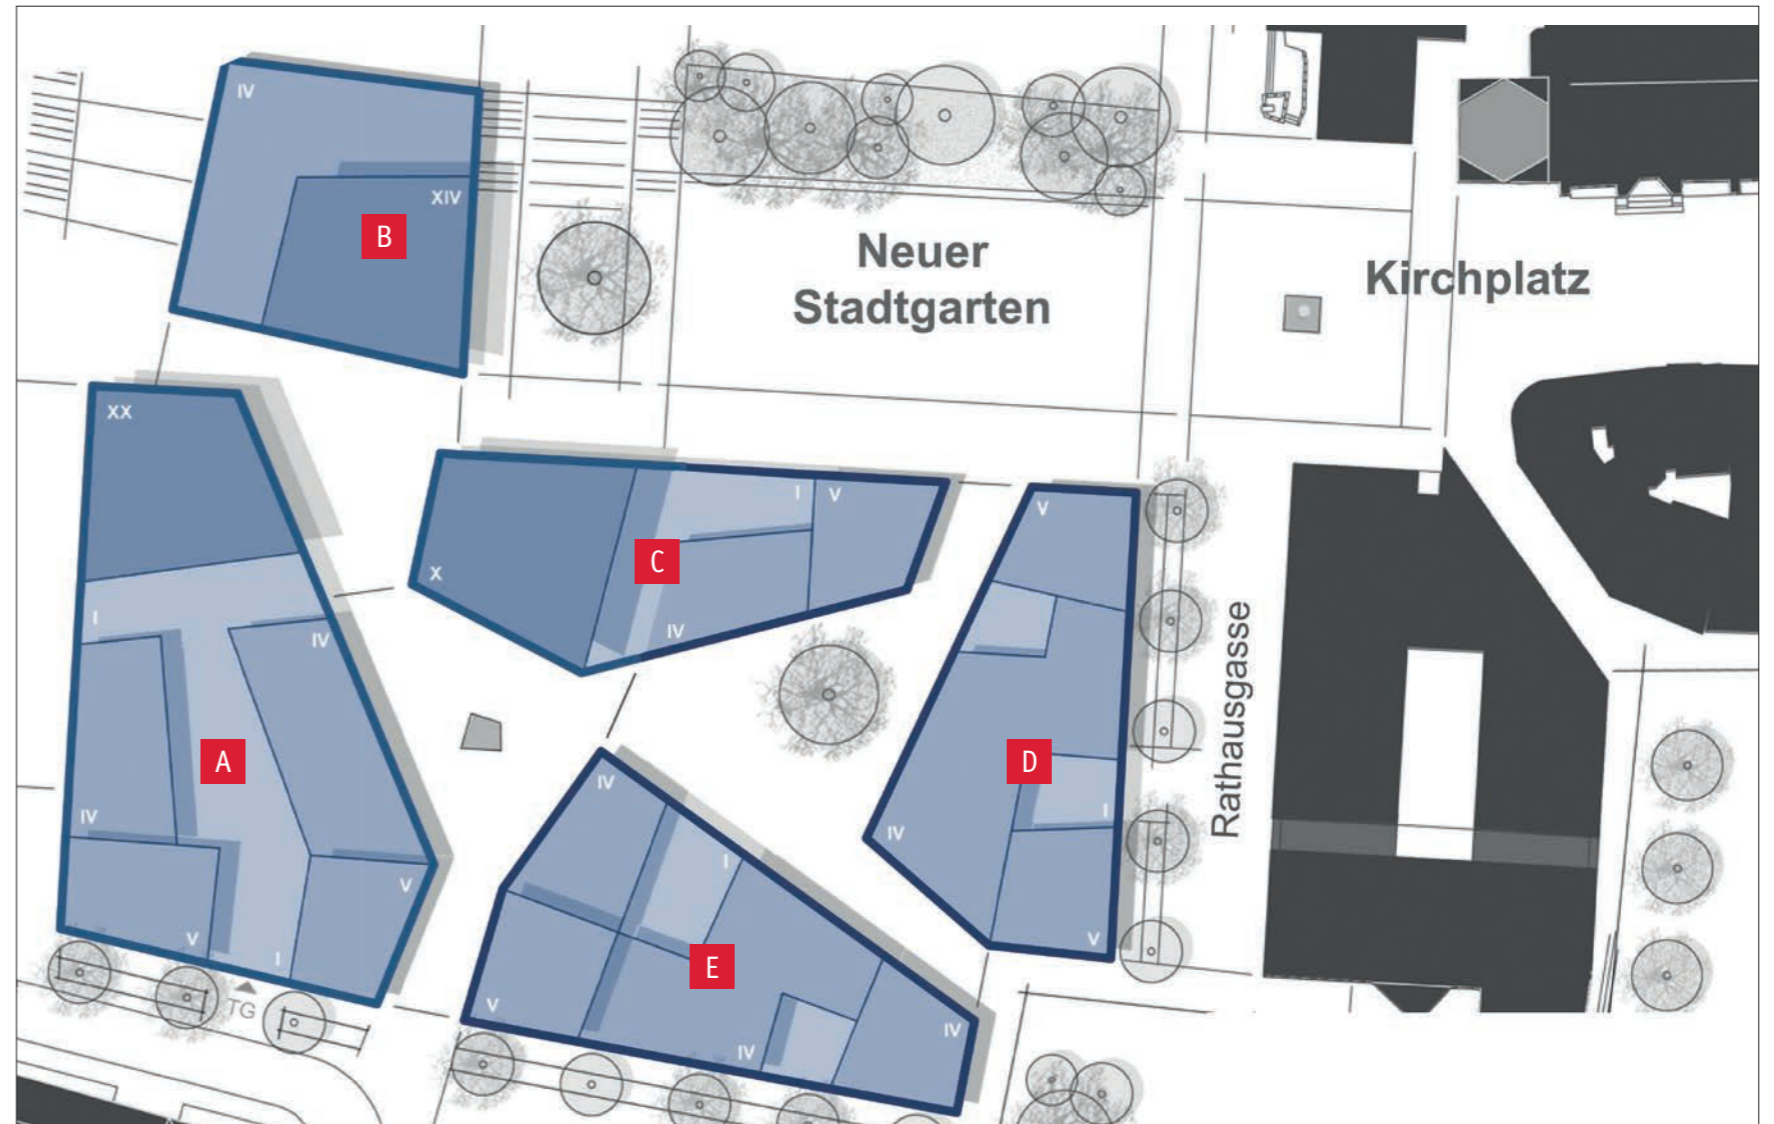 IV
XIV
B
Neuer
Stadtgarten
Kirchplatz
XX
I
IV
A
IV
V
V
I
TG
X
C
I
V
IV
V
D
I
IV
V
Rathausgasse
IV
I
E
V
IV
IV